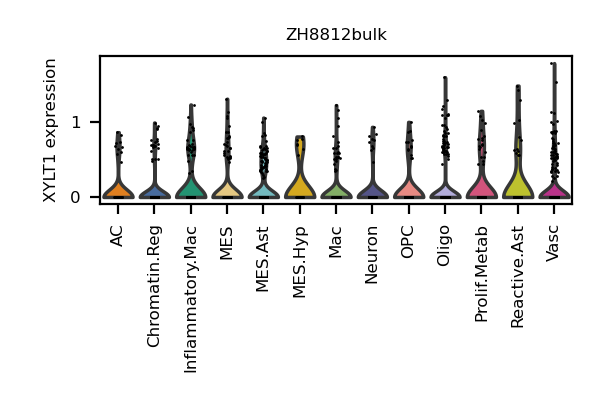 ZH8812bulk
XYLT1 expression
1
0
AC
Chromatin.Reg
Inflammatory.Mac
MES
MES.Ast
MES.Hyp
Mac
Neuron
OPC
Oligo
Prolif.Metab
Reactive.Ast
Vasc